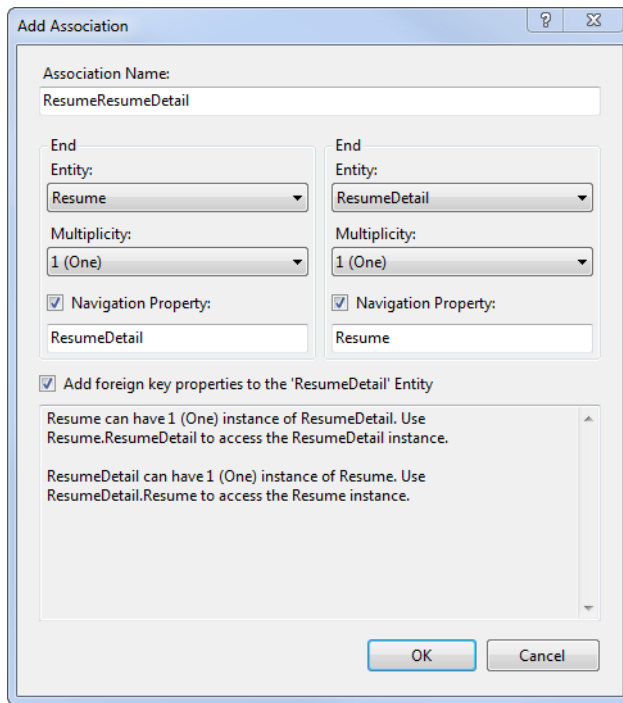 Add Association
Association Name:
ResumeResumeDetail
End
Entity:
Resume
Multiplicity:
1 (One)
Navigation Property:
ResumeDetail
End
Entity:
ResumeDetail
Multiplicity:
1 (One)
Navigation Property:
Resume
Add foreign key properties to the 'ResumeDetail' Entity
Resume can have 1 (One) instance of ResumeDetail. Use
Resume.ResumeDetail to access the ResumeDetail instance.
ResumeDetail can have 1 (One) instance of Resume. Use
ResumeDetail.Resume to access the Resume instance.
OK
Cancel